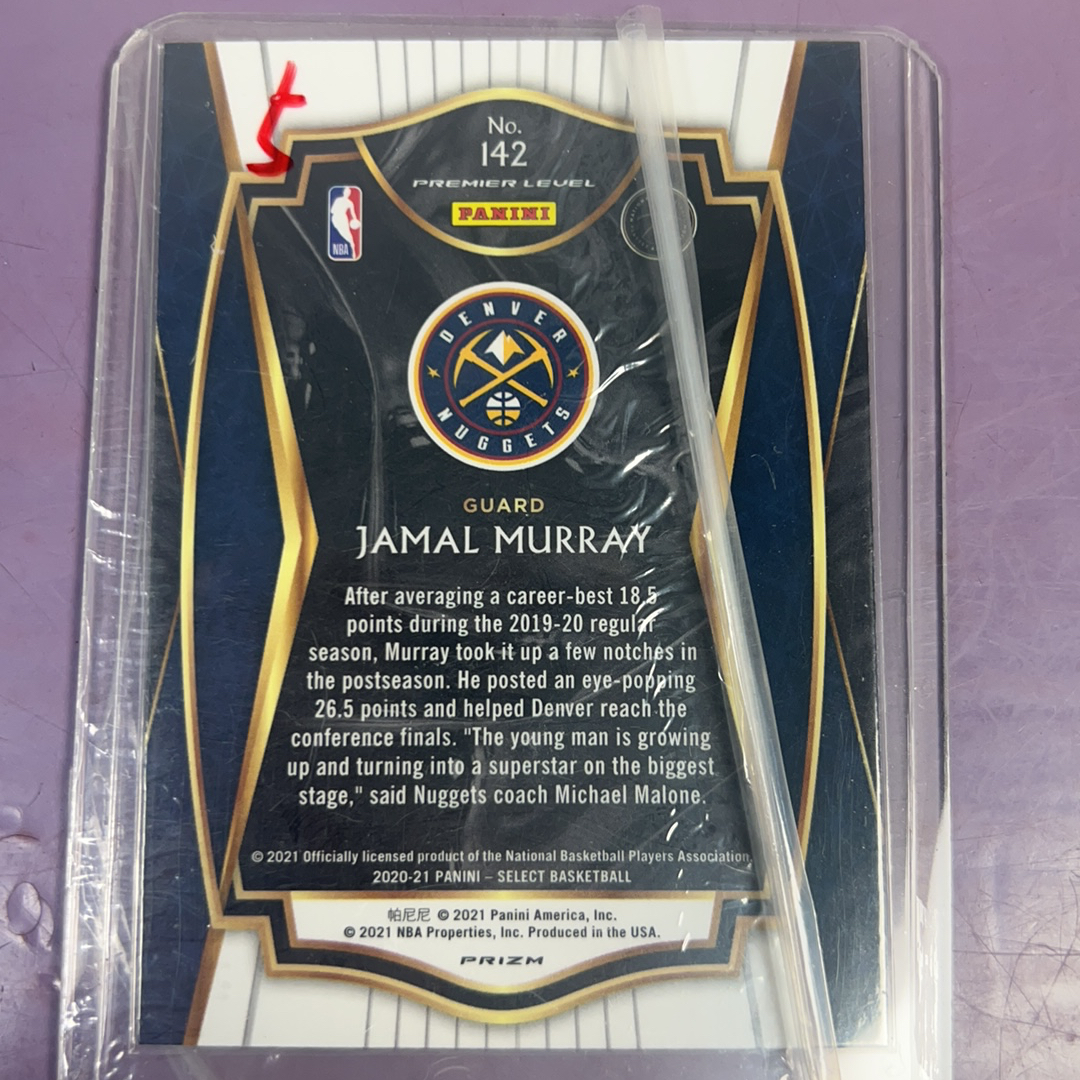 5
No.
142
PREMIER LEVEL
PANINI
NBA
DENVER
NUGGETS
GUARD
JAMAL MURRAY
After averaging a career-best 18.5
points during the 2019-20 regular
season, Murray took it up a few notches in
the postseason. He posted an eye-popping
26.5 points and helped Denver reach the
conference finals. "The young man is growing
up and turning into a superstar on the biggest
stage," said Nuggets coach Michael Malone.
© 2021 Officially licensed product of the National Basketball Players Association
2020-21 PANINI – SELECT BASKETBALL
帕尼尼 © 2021 Panini America, Inc.
© 2021 NBA Properties, Inc. Produced in the USA.
PRIZM